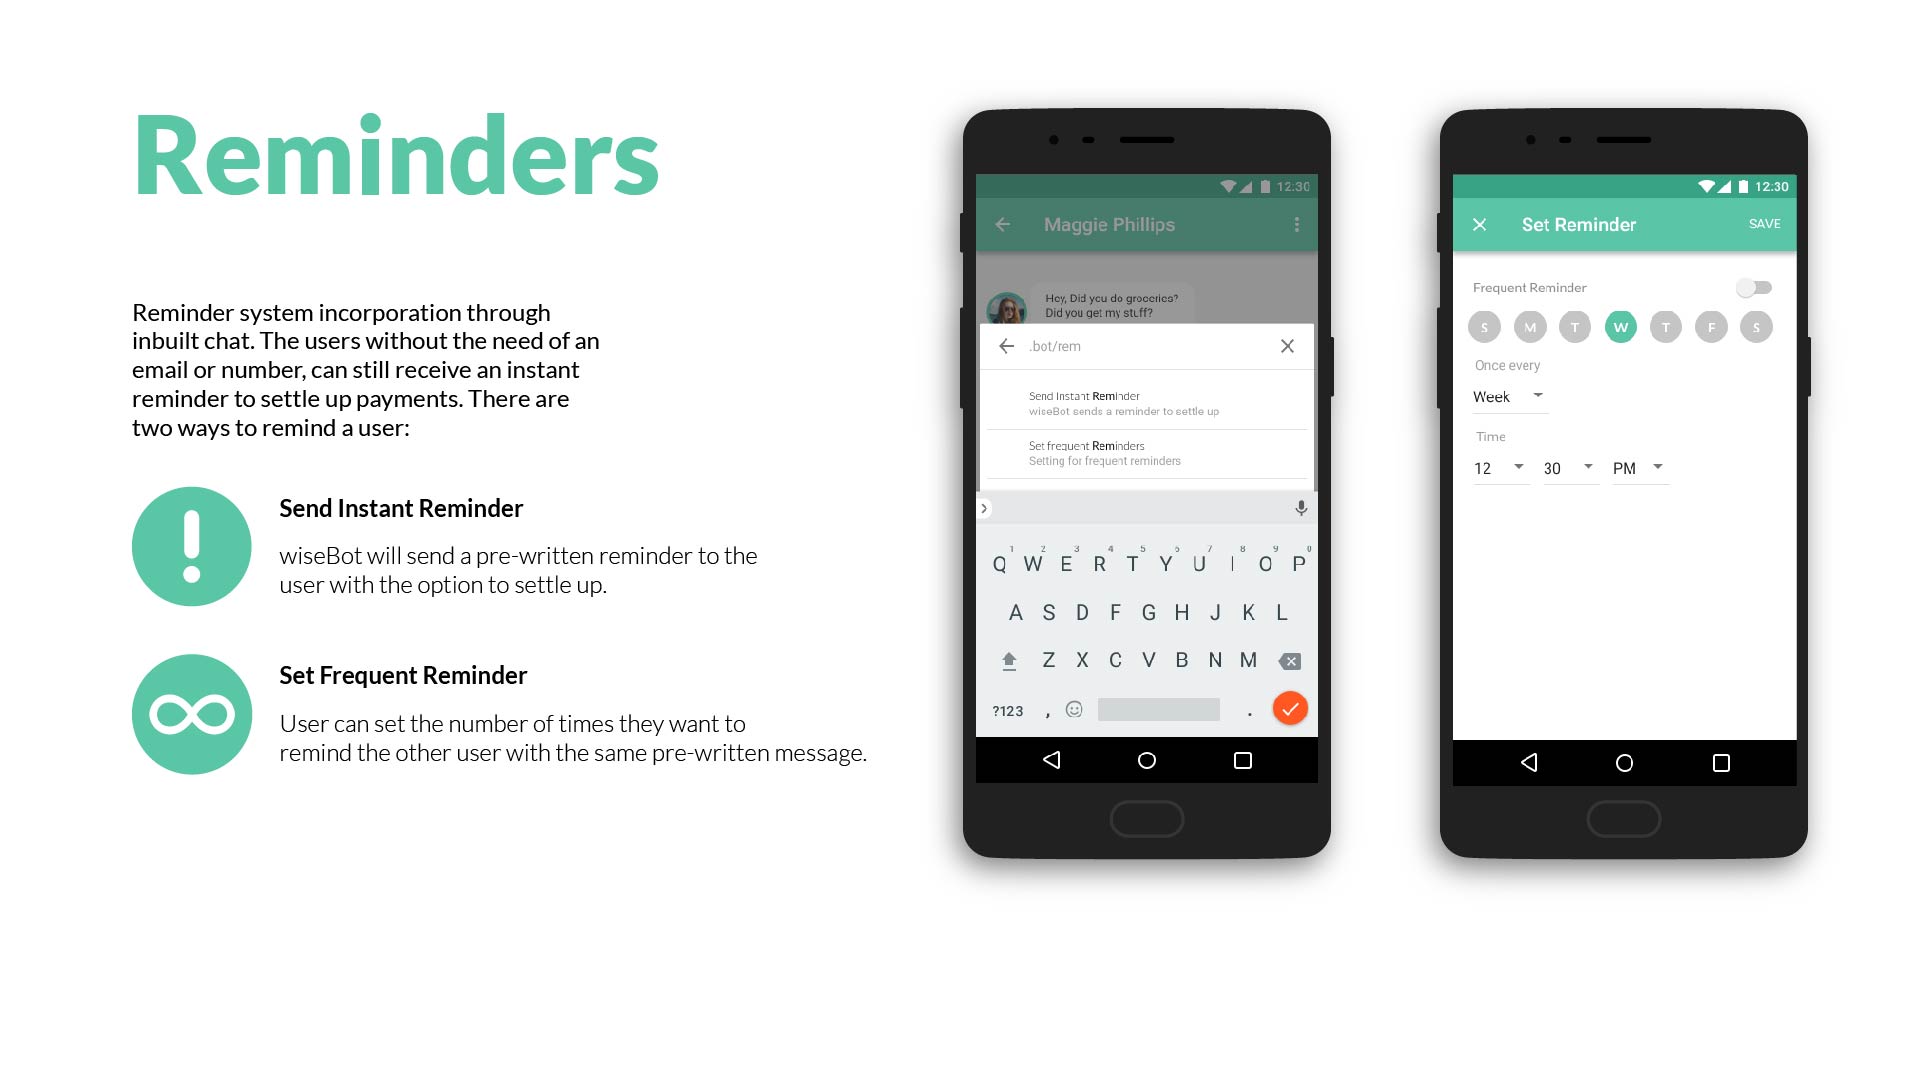 Reminders
Reminder system incorporation through
inbuilt chat. The users without the need of an
email or number, can still receive an instant
reminder to settle up payments. There are
two ways to remind a user:
Send Instant Reminder
wiseBot will send a pre-written reminder to the
user with the option to settle up.
Set Frequent Reminder
User can set the number of times they want to
remind the other user with the same pre-written message.
12:30
Maggie Phillips
Hey, Did you do groceries?
Did you get my stuff?
.bot/rem
Send Instant Reminder
wiseBot sends a reminder to settle up
Set frequent Reminders
Setting for frequent reminders
1 2 3 4 5 6 7 8 9 0
Q W E R T Y U I O P
A S D F G H J K L
Z X C V B N M
?123 , .
12:30
Set Reminder SAVE
Frequent Reminder
S M T W T F S
Once every
Week
Time
12 30 PM